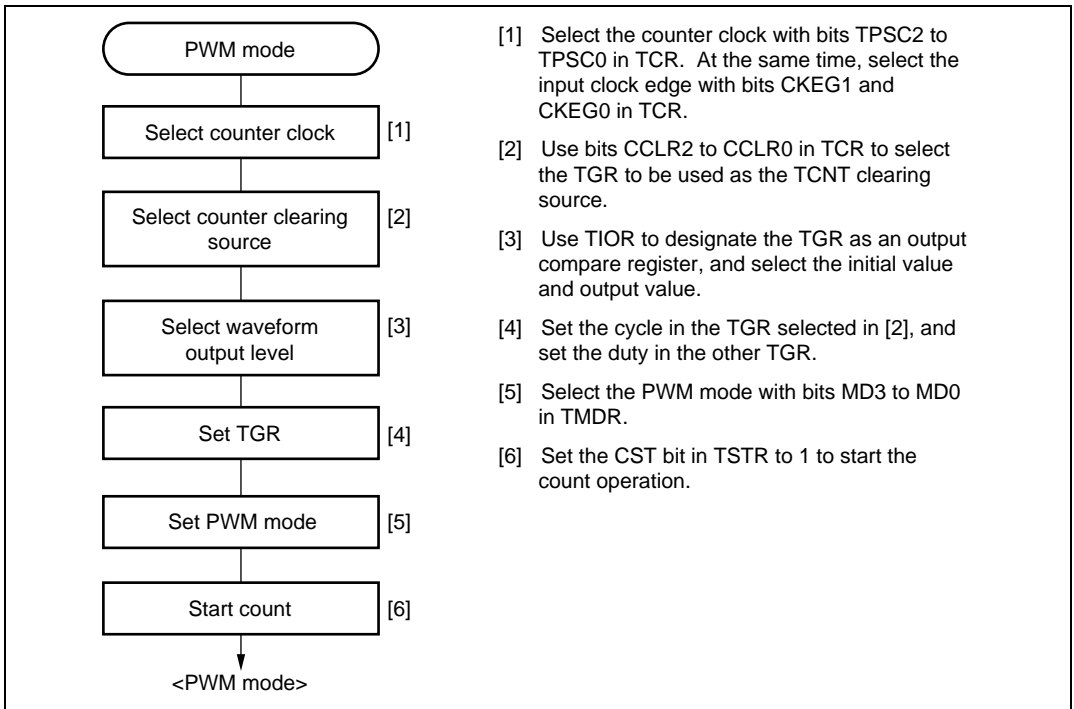 PWM mode
Select counter clock
[1]
Select counter clearing
source
[2]
Select waveform
output level
[3]
Set TGR
[4]
Set PWM mode
[5]
Start count
[6]
<PWM mode>
[1] Select the counter clock with bits TPSC2 to
TPSC0 in TCR. At the same time, select the
input clock edge with bits CKEG1 and
CKEG0 in TCR.
[2] Use bits CCLR2 to CCLR0 in TCR to select
the TGR to be used as the TCNT clearing
source.
[3] Use TIOR to designate the TGR as an output
compare register, and select the initial value
and output value.
[4] Set the cycle in the TGR selected in [2], and
set the duty in the other TGR.
[5] Select the PWM mode with bits MD3 to MD0
in TMDR.
[6] Set the CST bit in TSTR to 1 to start the
count operation.